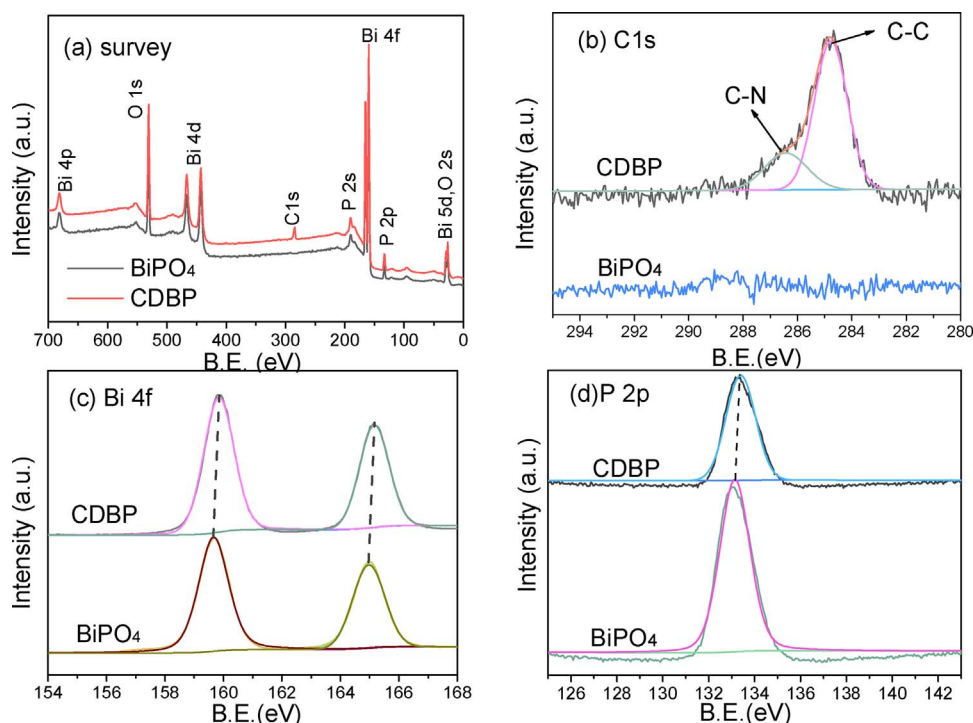 (a) survey
Bi 4p
O 1s
Bi 4d
C1s
P 2s
Bi 4f
P 2p
Bi 5d,O 2s
BiPO₄
CDBP
Intensity (a.u.)
700 600 500 400 300 200 100 0
B.E. (eV)
(b) C1s
C-C
C-N
CDBP
BiPO₄
Intensity (a.u.)
294 292 290 288 286 284 282 280
B.E.(eV)
(c) Bi 4f
CDBP
BiPO₄
Intensity (a.u.)
154 156 158 160 162 164 166 168
B.E.(eV)
(d)P 2p
CDBP
BiPO₄
Intensity (a.u.)
126 128 130 132 134 136 138 140 142
B.E.(eV)